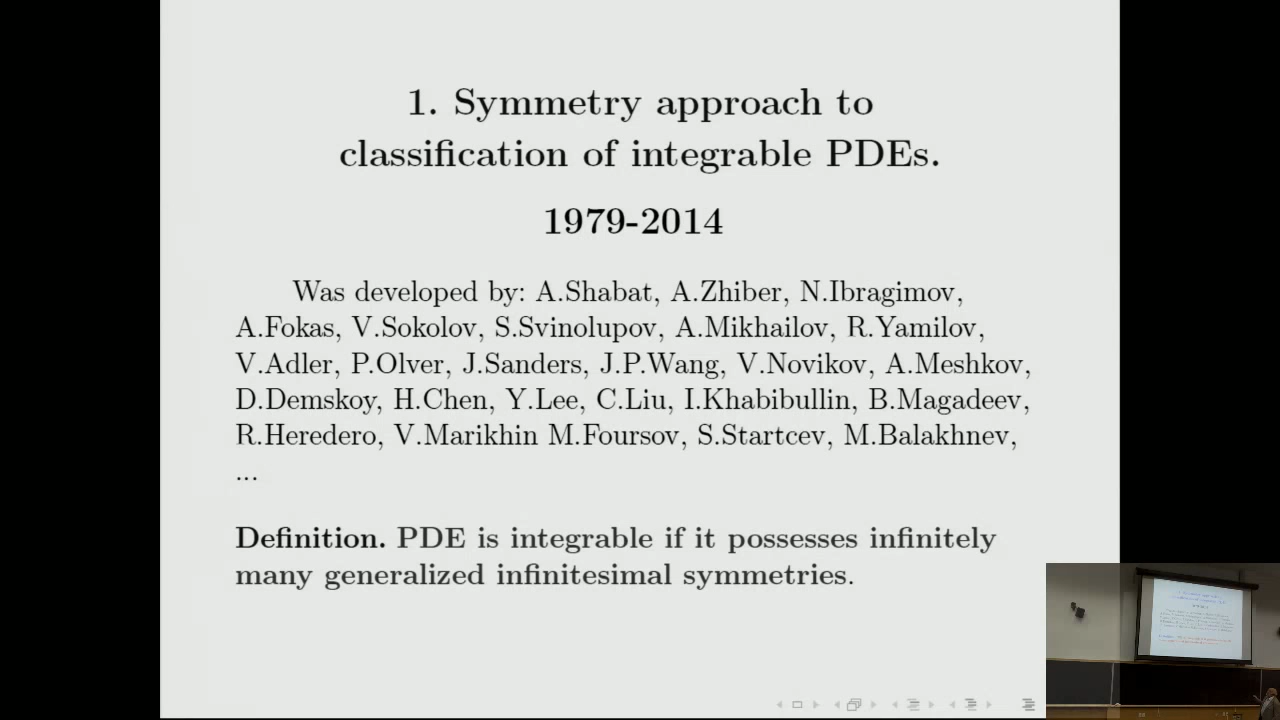 1. Symmetry approach to
classification of integrable PDEs.
1979-2014
Was developed by: A.Shabat, A.Zhiber, N.Ibragimov,
A.Fokas, V.Sokolov, S.Svinolupov, A.Mikhailov, R.Yamilov,
V.Adler, P.Olver, J.Sanders, J.P.Wang, V.Novikov, A.Meshkov,
D.Demskoy, H.Chen, Y.Lee, C.Liu, I.Khabibullin, B.Magadeev,
R.Heredero, V.Marikhin M.Foursov, S.Startcev, M.Balakhnev,
...
Definition. PDE is integrable if it possesses infinitely
many generalized infinitesimal symmetries.